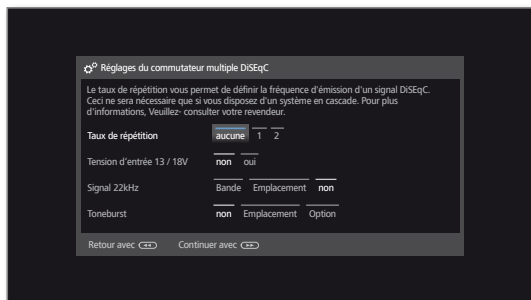 Réglages du commutateur multiple DiSEqC
Le taux de répétition vous permet de définir la fréquence d'émission d'un signal DiSEqC.
Ceci ne sera nécessaire que si vous disposez d'un système en cascade. Pour plus
d'informations, Veuillez- consulter votre revendeur.
Taux de répétition aucune 1 2
Tension d'entrée 13 / 18V non oui
Signal 22kHz Bande Emplacement non
Toneburst non Emplacement Option
Retour avec Continuer avec